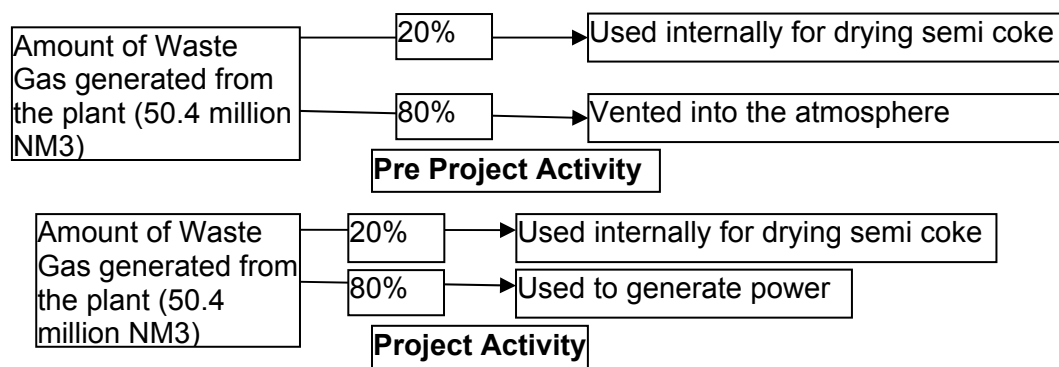 Amount of Waste
Gas generated from
the plant (50.4 million
NM3)
20%
Used internally for drying semi coke
80%
Vented into the atmosphere
Pre Project Activity
Amount of Waste
Gas generated from
the plant (50.4
million NM3)
20%
Used internally for drying semi coke
80%
Used to generate power
Project Activity